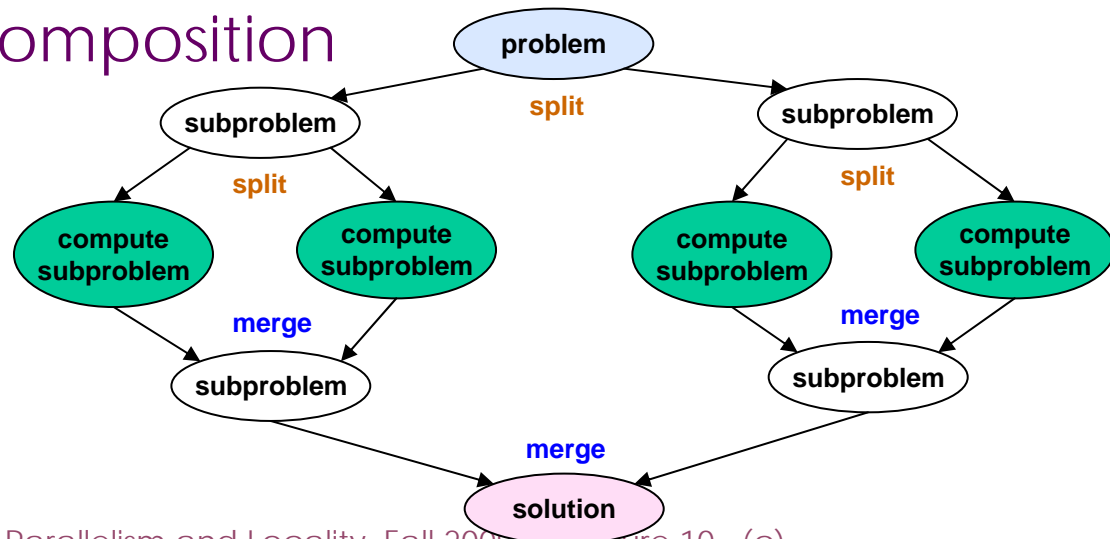 omposition
problem
split
subproblem
subproblem
split
split
compute
subproblem
compute
subproblem
compute
subproblem
compute
subproblem
merge
merge
subproblem
subproblem
merge
solution
Parallelism and Locality, Fall
10